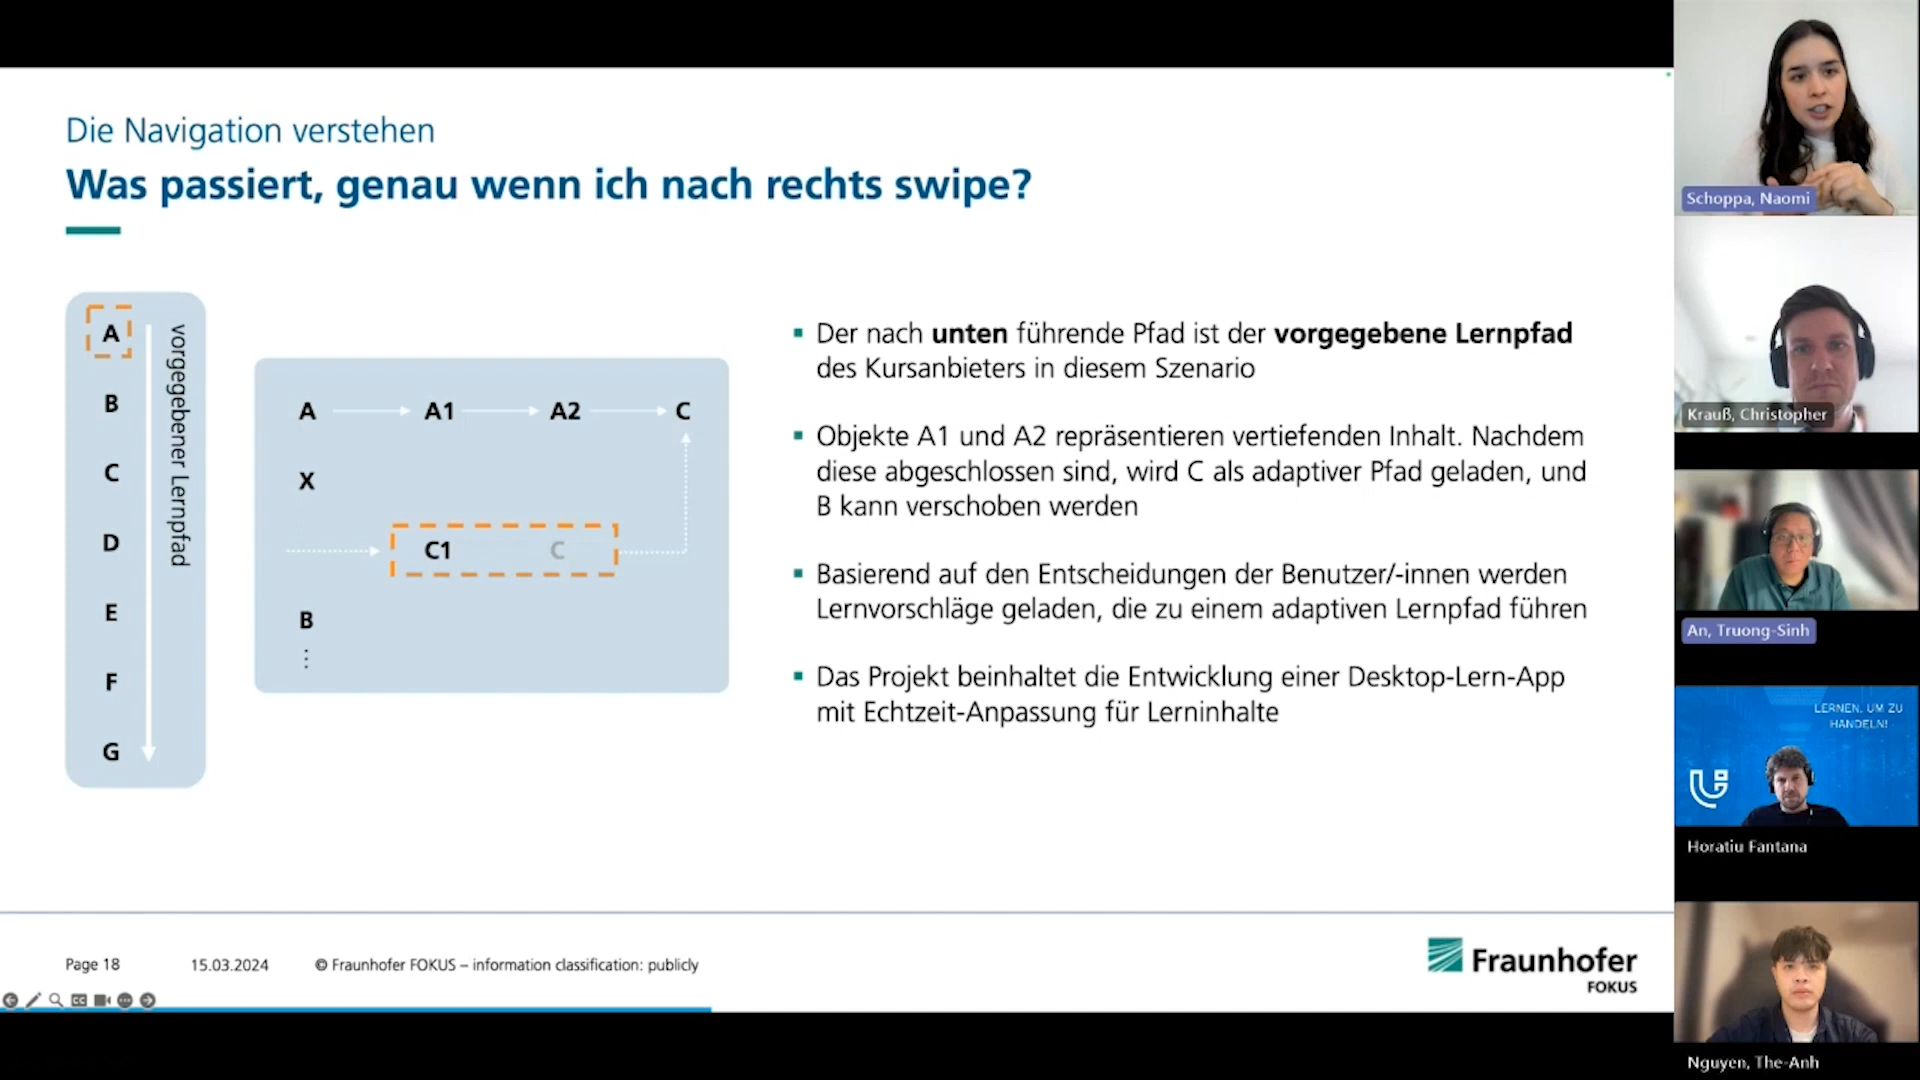 Die Navigation verstehen
Was passiert, genau wenn ich nach rechts swipe?
A
B
C
D
E
F
G
vorgegebener Lernpfad
A A1 A2 C
X
C1 C
B
⋮
▪ Der nach unten führende Pfad ist der vorgegebene Lernpfad
des Kursanbieters in diesem Szenario
▪ Objekte A1 und A2 repräsentieren vertiefenden Inhalt. Nachdem
diese abgeschlossen sind, wird C als adaptiver Pfad geladen, und
B kann verschoben werden
▪ Basierend auf den Entscheidungen der Benutzer/-innen werden
Lernvorschläge geladen, die zu einem adaptiven Lernpfad führen
▪ Das Projekt beinhaltet die Entwicklung einer Desktop-Lern-App
mit Echtzeit-Anpassung für Lerninhalte
Page 18 15.03.2024 © Fraunhofer FOKUS – information classification: publicly
Fraunhofer
FOKUS
Schoppa, Naomi
Krauß, Christopher
An, Truong-Sinh
LERNEN, UM ZU
HANDELN!
Horatiu Fantana
Nguyen, The-Anh